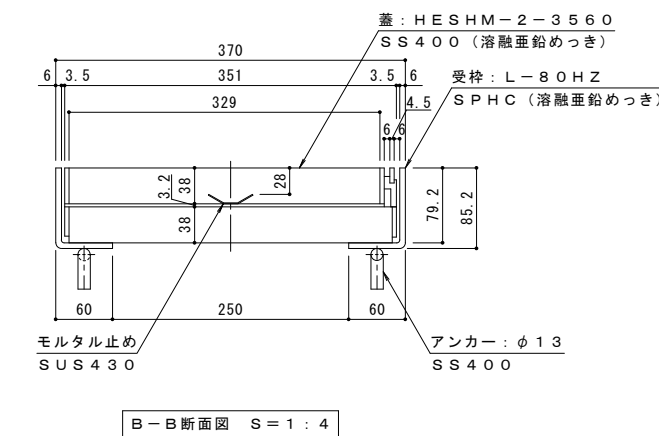 蓋：ＨＥＳＨＭ－２－３５６０
ＳＳ４００（溶融亜鉛めっき）
370
受枠：Ｌ－８０ＨＺ
ＳＰＨＣ（溶融亜鉛めっき）
6 3.5 351 3.5 6
329
4.5
6 6
3.2
38
28
38
79.2
85.2
60 250 60
モルタル止め
ＳＵＳ４３０
アンカー：φ１３
ＳＳ４００
Ｂ－Ｂ断面図　Ｓ＝１：４